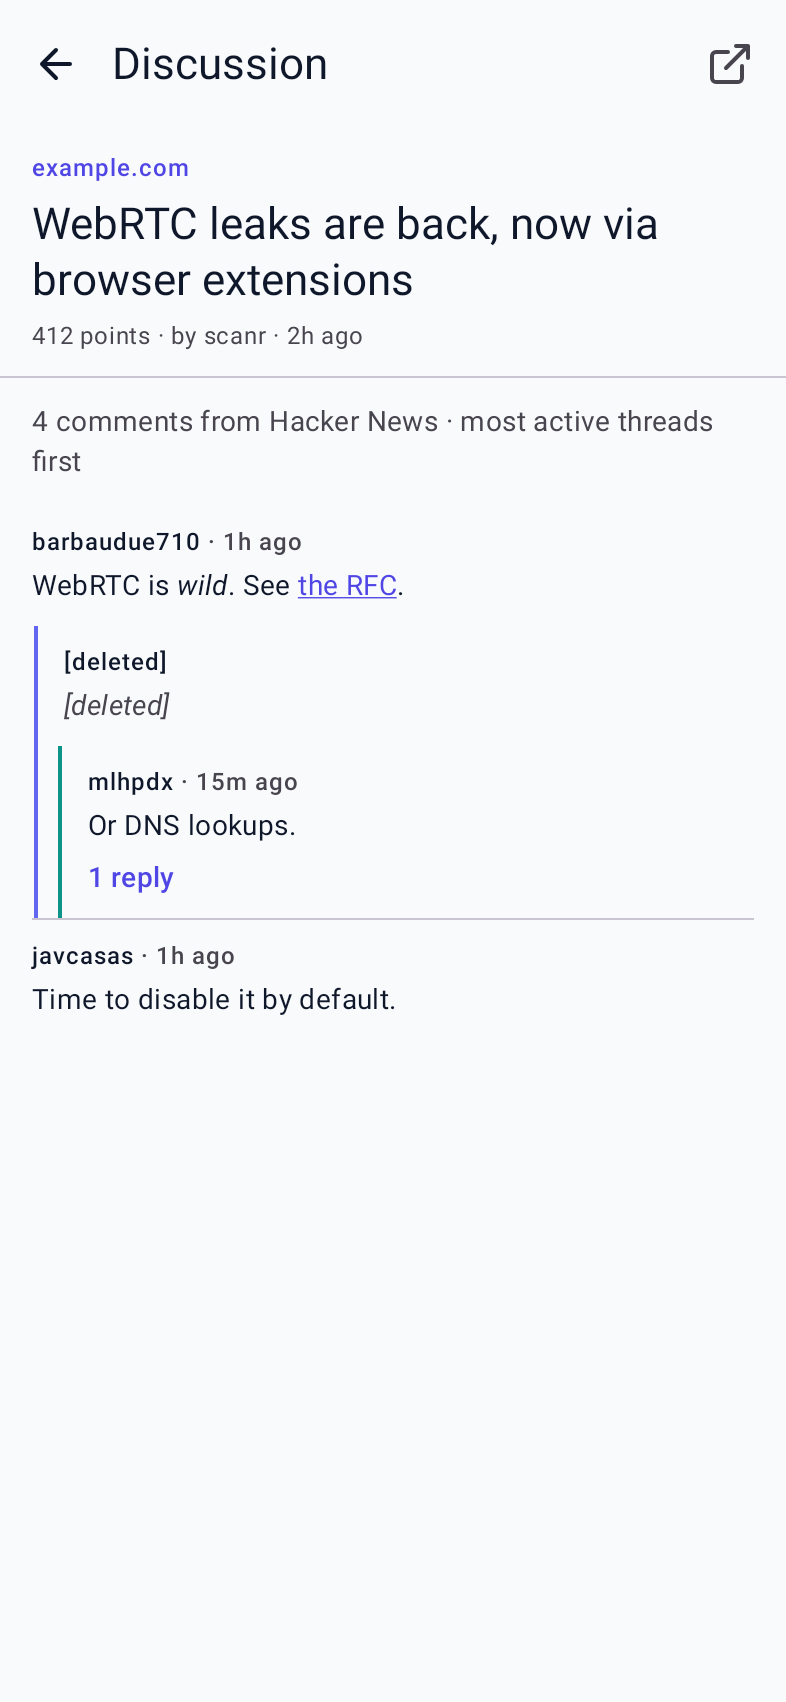 Discussion
example.com
WebRTC leaks are back, now via
browser extensions
412 points · by scanr · 2h ago
4 comments from Hacker News · most active threads
first
barbaudue710 · 1h ago
WebRTC is wild. See the RFC.
[deleted]
[deleted]
mlhpdx · 15m ago
Or DNS lookups.
1 reply
javcasas · 1h ago
Time to disable it by default.